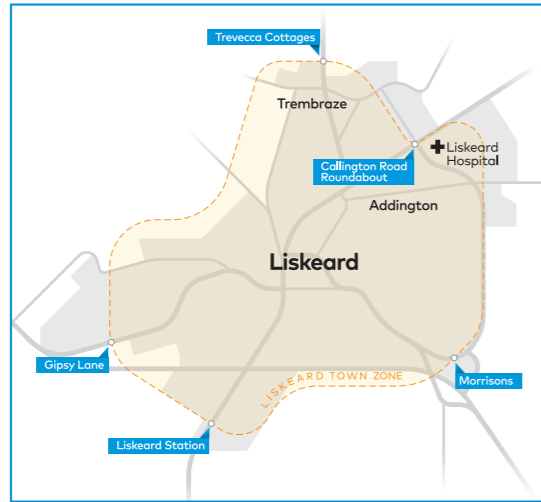 Trevecca Cottages
Trembraze
Liskeard
Hospital
Callington Road
Roundabout
Addington
Liskeard
Gipsy Lane
LISKEARD TOWN ZONE
Morrisons
Liskeard Station